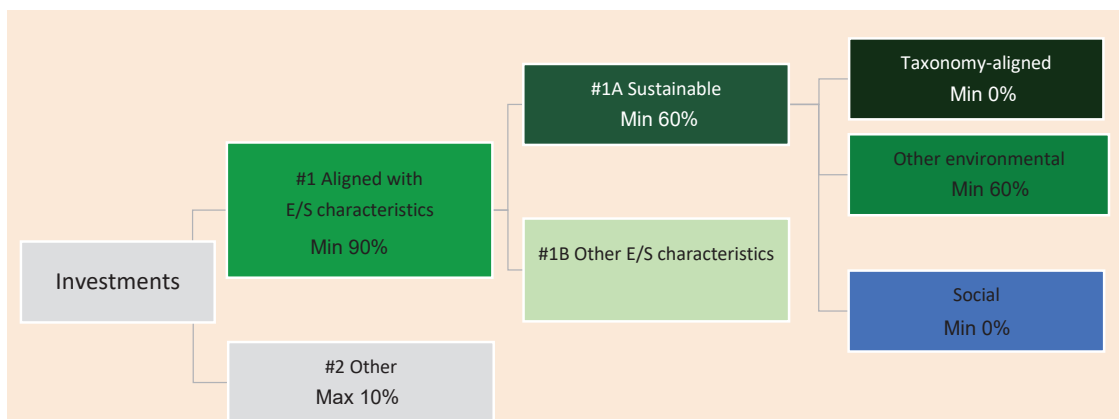 Investments
#1 Aligned with
E/S characteristics
Min 90%
#2 Other
Max 10%
#1A Sustainable
Min 60%
#1B Other E/S characteristics
Taxonomy-aligned
Min 0%
Other environmental
Min 60%
Social
Min 0%